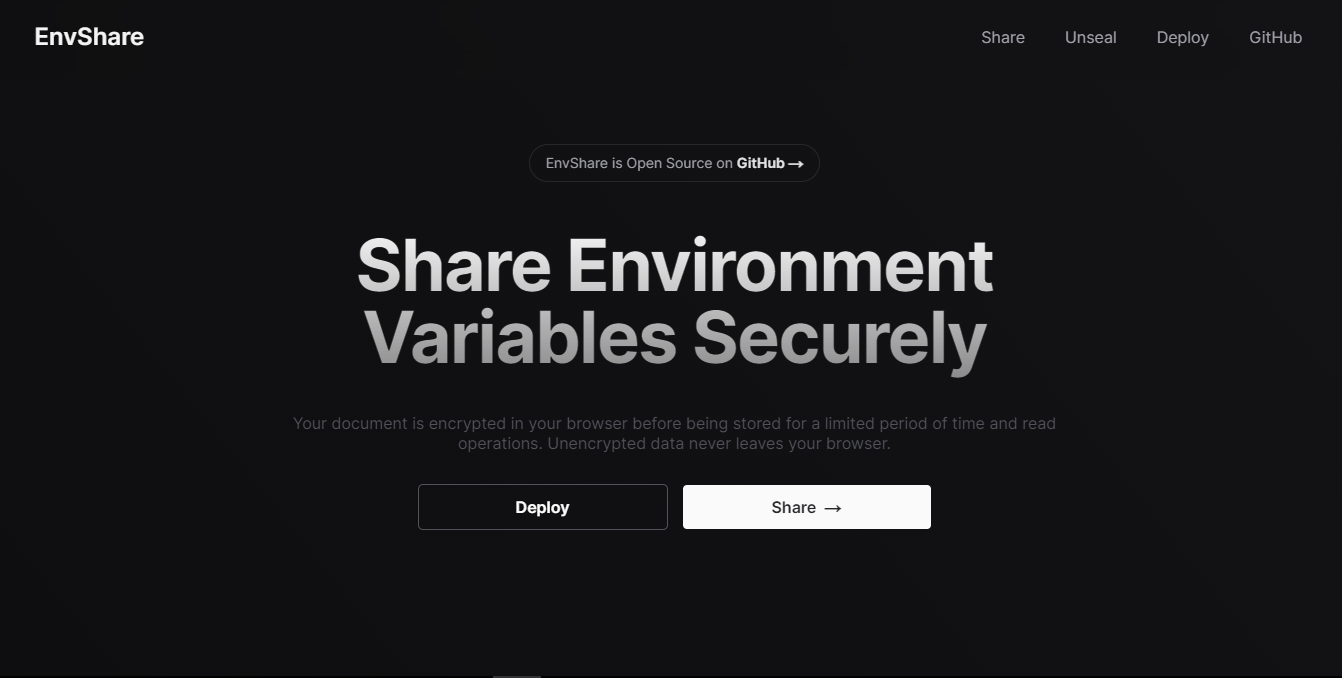 EnvShare
Share
Unseal
Deploy
GitHub
EnvShare is Open Source on GitHub →
Share Environment
Variables Securely
Your document is encrypted in your browser before being stored for a limited period of time and read
operations. Unencrypted data never leaves your browser.
Deploy
Share →